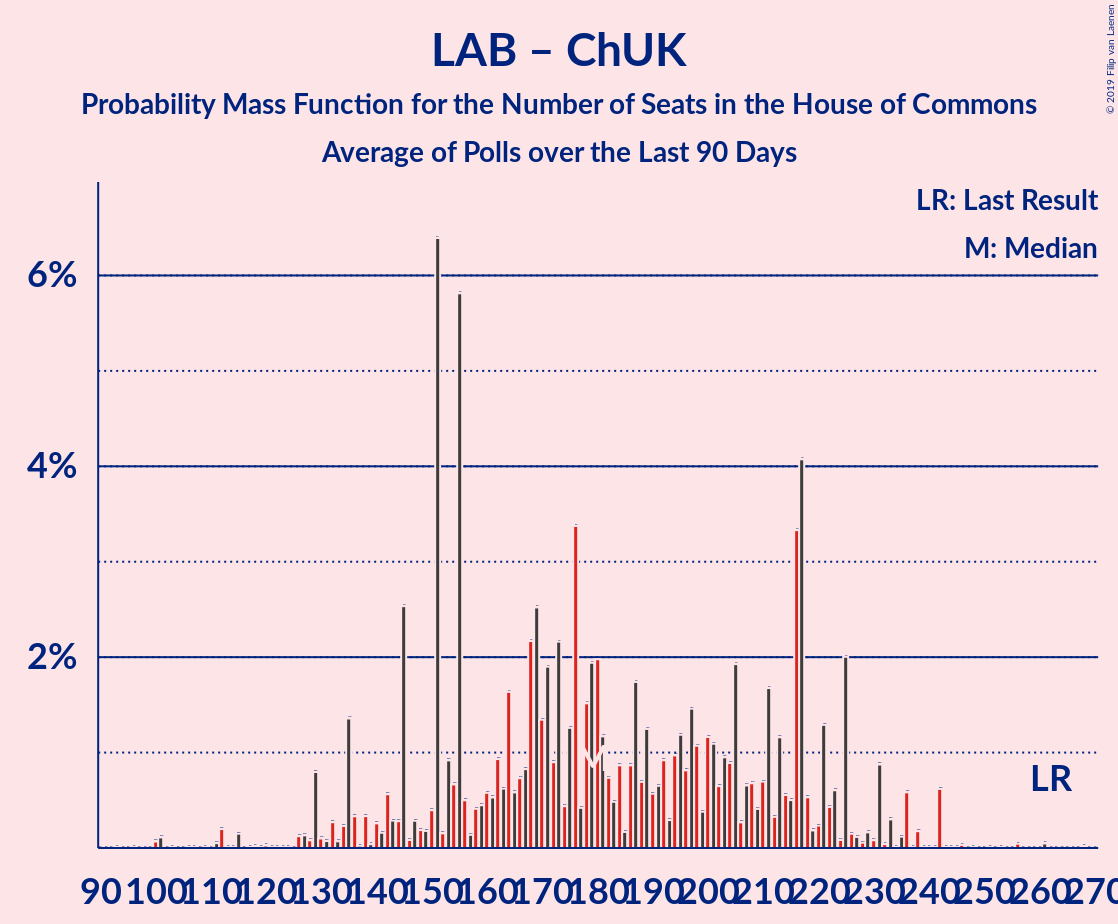 LAB – ChUK
Probability Mass Function for the Number of Seats in the House of Commons
Average of Polls over the Last 90 Days
© 2019 Filip van Laenen
LR: Last Result
M: Median
6%
4%
2%
M
LR
90 100 110 120 130 140 150 160 170 180 190 200 210 220 230 240 250 260 270